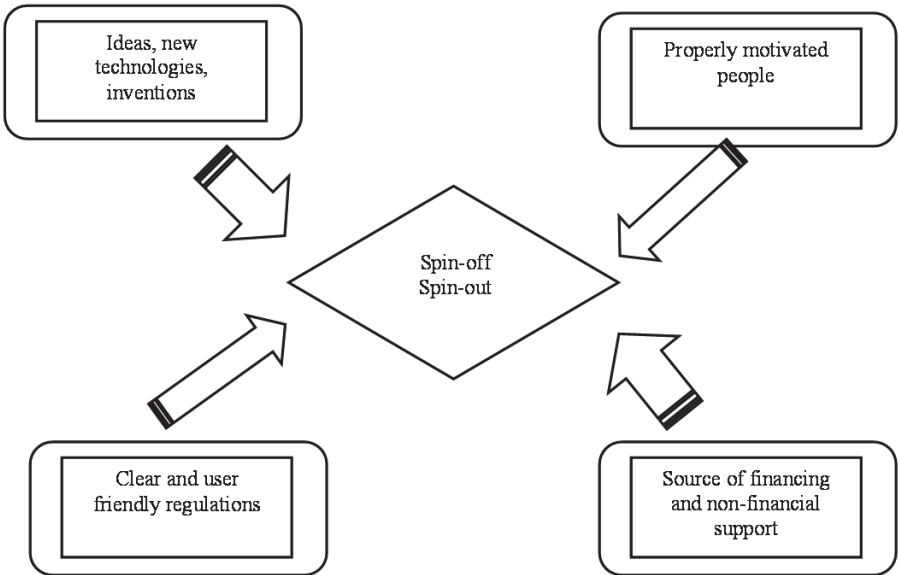 Ideas, new
technologies,
inventions
Properly motivated
people
Spin-off
Spin-out
Clear and user
friendly regulations
Source of financing
and non-financial
support